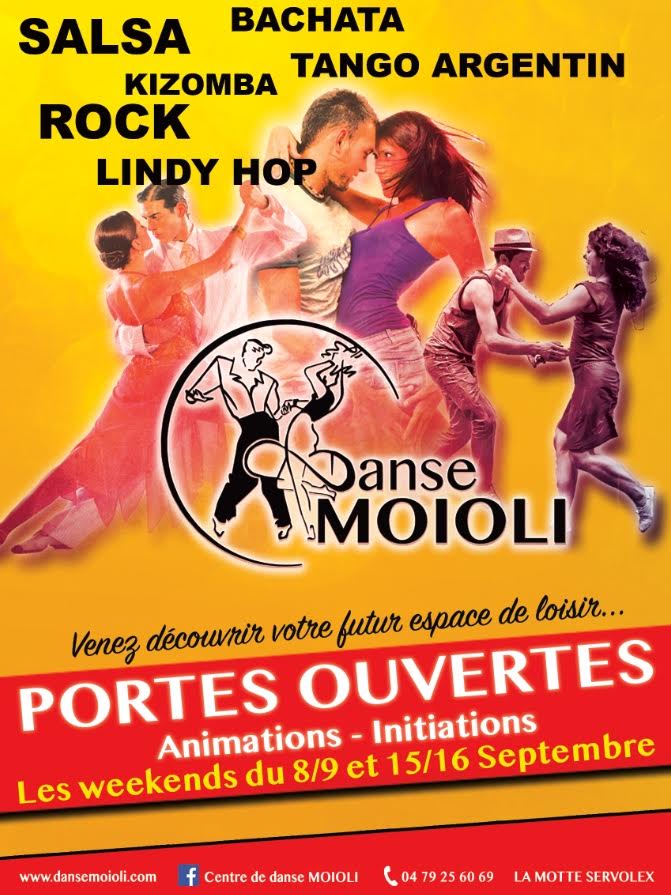 SALSA
BACHATA
KIZOMBA
TANGO ARGENTIN
ROCK
LINDY HOP
Danse
MOIOLI
Venez découvrir votre futur espace de loisir...
PORTES OUVERTES
Animations - Initiations
Les weekends du 8/9 et 15/16 Septembre
www.dansemoioli.com f Centre de danse MOIOLI 04 79 25 60 69 LA MOTTE SERVOLEX